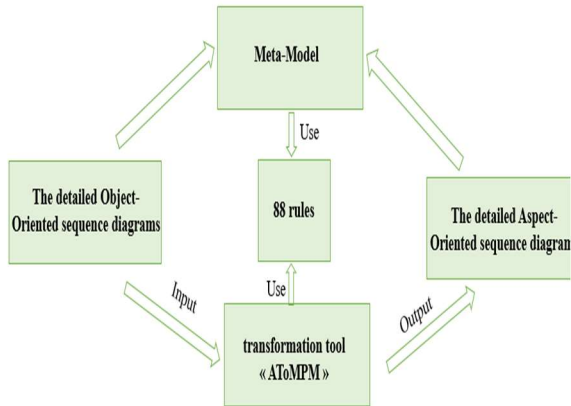 Meta-Model
Use
The detailed Object-
Oriented sequence diagrams
88 rules
The detailed Aspect-
Oriented sequence diagram
Input
Use
Output
transformation tool
« AToMPM »